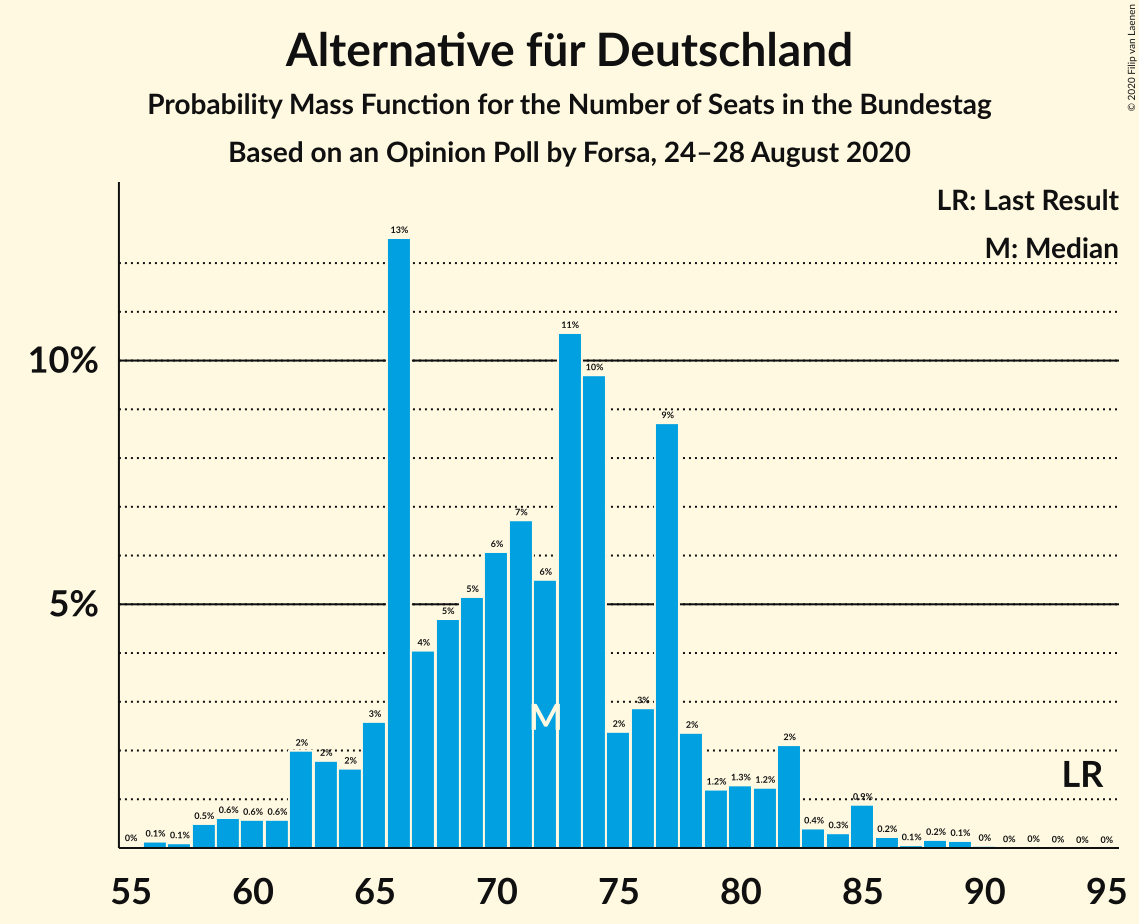 © 2020 Filip van Laenen
Alternative für Deutschland
Probability Mass Function for the Number of Seats in the Bundestag
Based on an Opinion Poll by Forsa, 24–28 August 2020
LR: Last Result
M: Median
10%
5%
0% 0.1% 0.1% 0.5% 0.6% 0.6% 0.6% 2% 2% 2% 3% 13% 4% 5% 5% 6% 7% 6% 11% 10% 2% 3% 9% 2% 1.2% 1.3% 1.2% 2% 0.4% 0.3% 0.9% 0.2% 0.1% 0.2% 0.1% 0% 0% 0% 0% 0% 0%
M
LR
55 60 65 70 75 80 85 90 95